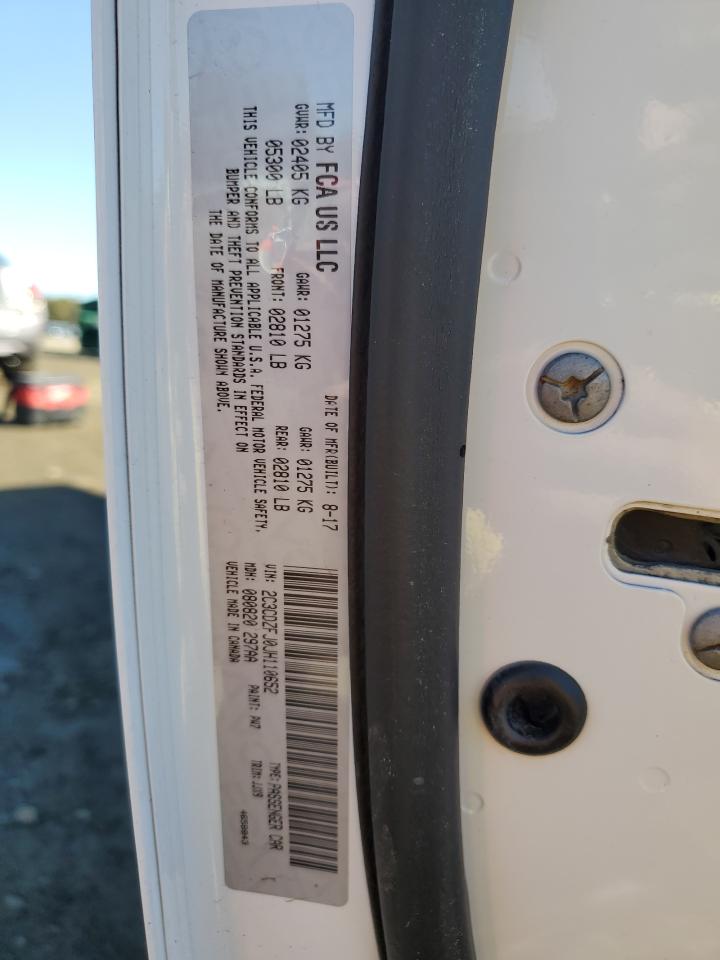 MFD BY FCA US LLC
DATE OF MFR(BUILT): 8-17
GVWR: 02405 KG
GAWR: 01275 KG
GAWR: 01275 KG
05300 LB
FRONT: 02810 LB
REAR: 02810 LB
THIS VEHICLE CONFORMS TO ALL APPLICABLE U.S.A. FEDERAL MOTOR VEHICLE SAFETY,
BUMPER AND THEFT PREVENTION STANDARDS IN EFFECT ON
THE DATE OF MANUFACTURE SHOWN ABOVE.
VIN: 2C3CDZFJ0JH110652
TYPE: PASSENGER CAR
MDH: 080820 297AA
PAINT: PW7
TRIM: JJX9
VEHICLE MADE IN CANADA